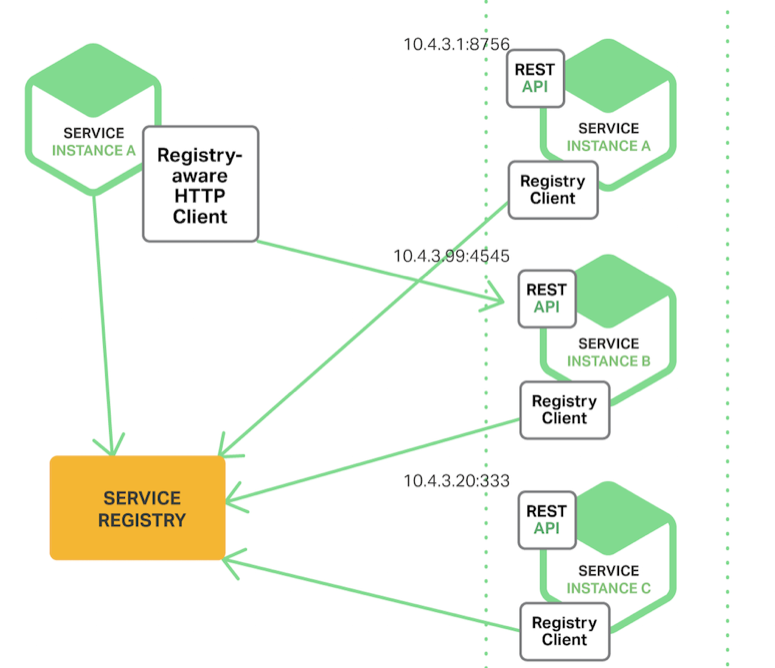 10.4.3.1:8756
REST
API
SERVICE
INSTANCE A
SERVICE
INSTANCE A
Registry-
aware
HTTP
Client
Registry
Client
10.4.3.99:4545
REST
API
SERVICE
INSTANCE B
Registry
Client
10.4.3.20:333
SERVICE
REGISTRY
REST
API
SERVICE
INSTANCE C
Registry
Client